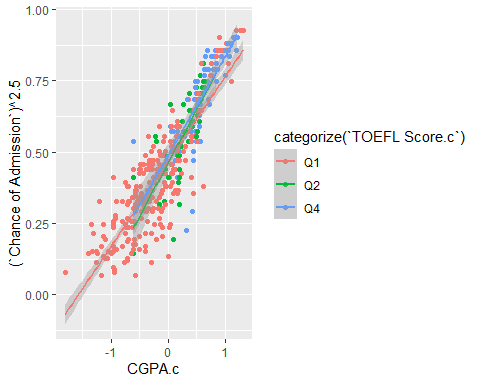 1.00
0.75
0.50
0.25
0.00
(`Chance of Admission`)^2.5
-1
0
1
CGPA.c
categorize(`TOEFL Score.c`)
Q1
Q2
Q4